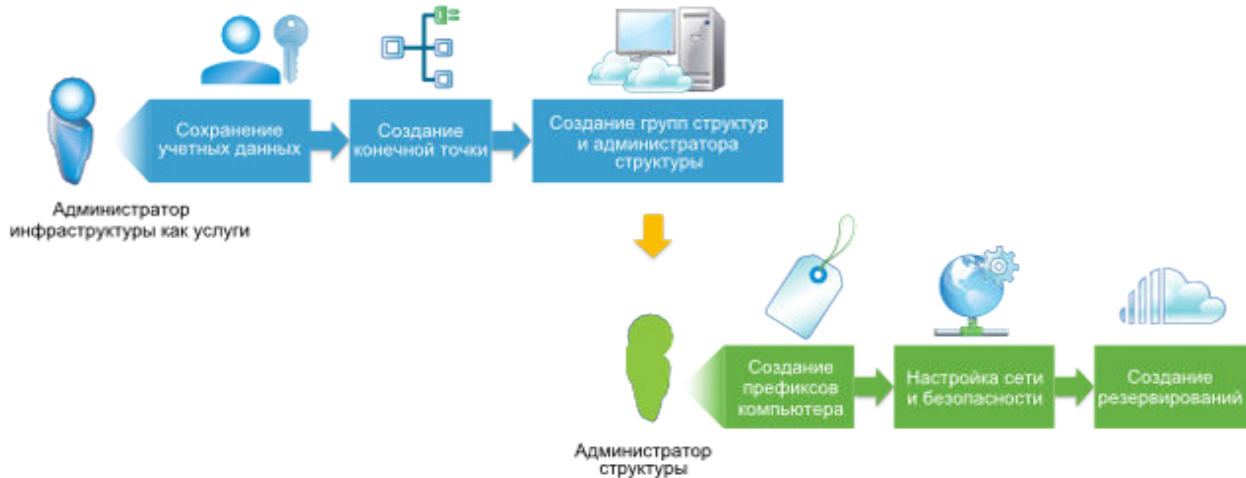 Сохранение
учетных данных
Создание
конечной точки
Создание групп структур
и администратора
структуры
Администратор
инфраструктуры как услуги
Создание
префиксов
компьютера
Настройка сети
и безопасности
Создание
резервирований
Администратор
структуры